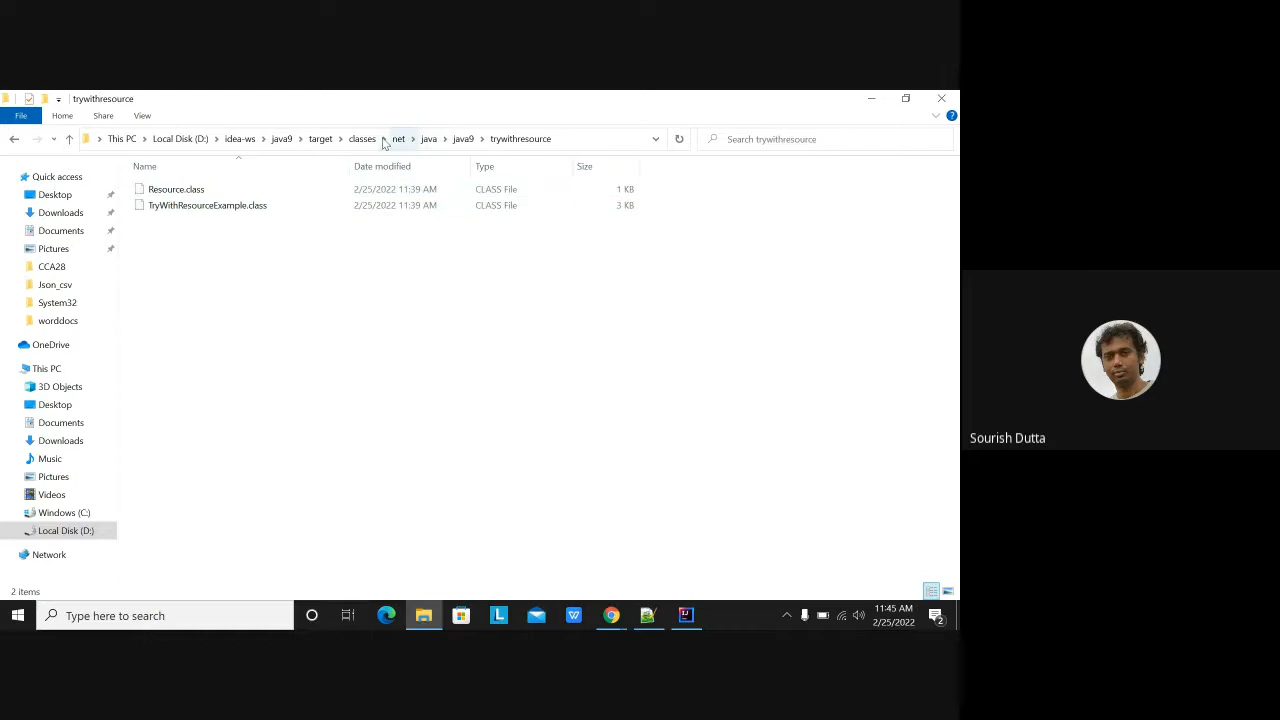 trywithresource
File Home Share View
This PC Local Disk (D:) idea-ws java9 target classes net java java9 trywithresource
Search trywithresource
Name Date modified Type Size
Resource.class 2/25/2022 11:39 AM CLASS File 1 KB
TryWithResourceExample.class 2/25/2022 11:39 AM CLASS File 3 KB
Quick access
Desktop
Downloads
Documents
Pictures
CCA28
Json_csv
System32
worddocs
OneDrive
This PC
3D Objects
Desktop
Documents
Downloads
Music
Pictures
Videos
Windows (C:)
Local Disk (D:)
Network
2 items
Type here to search
11:45 AM
2/25/2022
2
Sourish Dutta